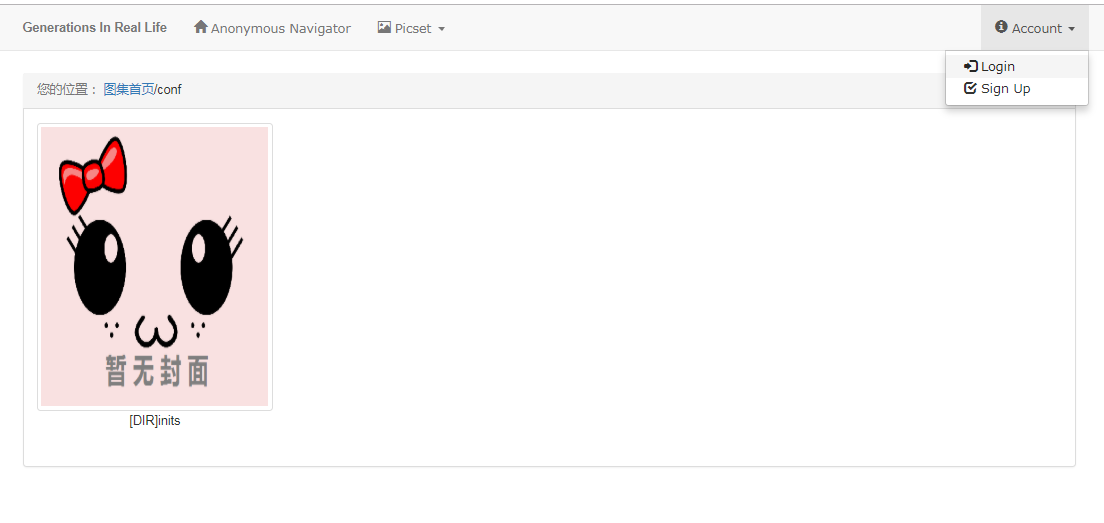 Generations In Real Life Anonymous Navigator Picset Account
Login
Sign Up
您的位置： 图集首页/conf
暂无封面
[DIR]inits